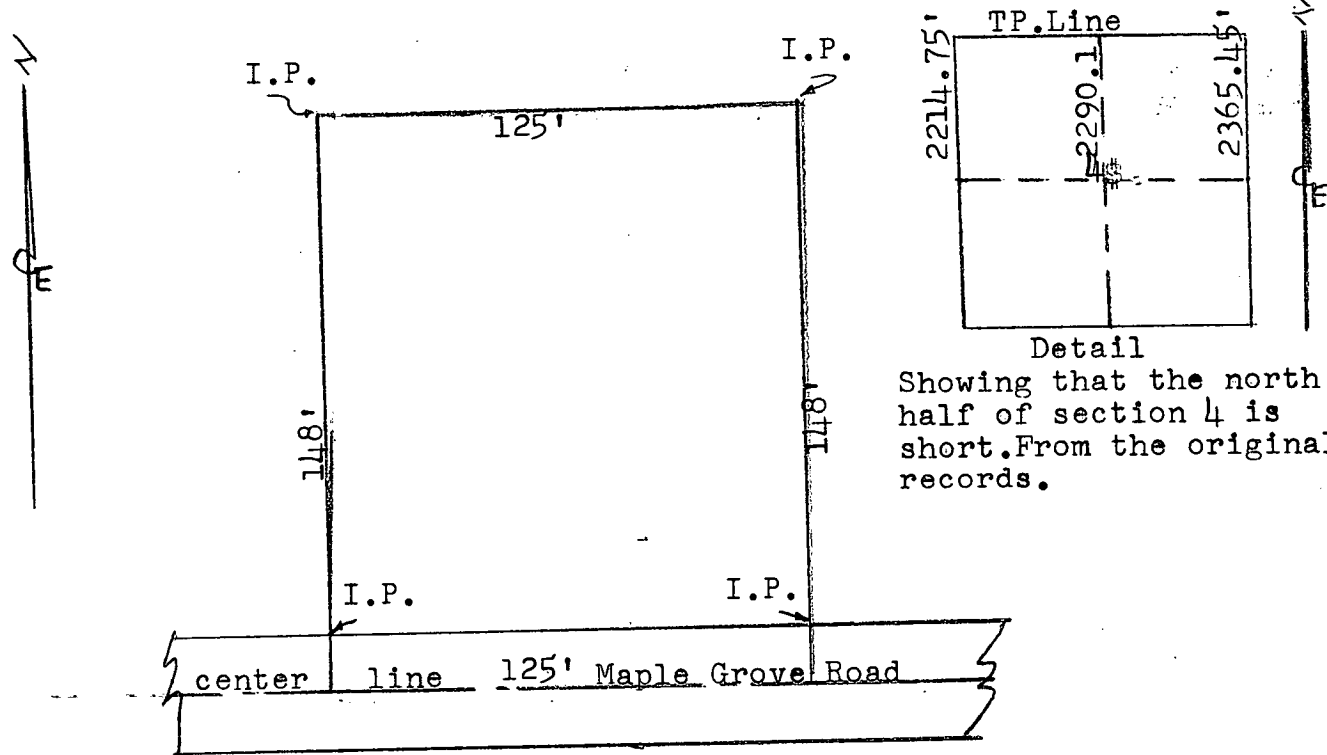 N
E
I.P.
I.P.
125'
148'
148'
I.P.
I.P.
center line 125' Maple Grove Road
TP.Line
2214.75'
2290.1
2365.45'
4
N
E
Detail
Showing that the north
half of section 4 is
short.From the original
records.